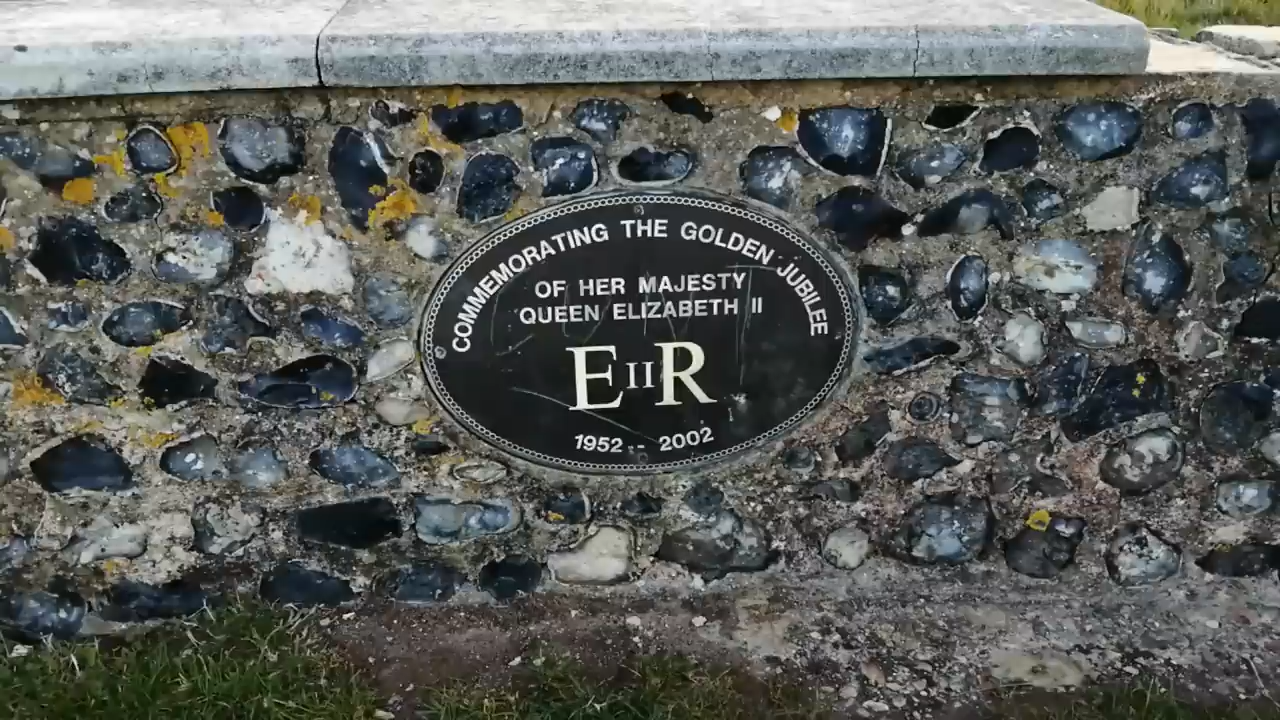 COMMEMORATING THE GOLDEN JUBILEE
OF HER MAJESTY
QUEEN ELIZABETH II
EIIR
1952 - 2002